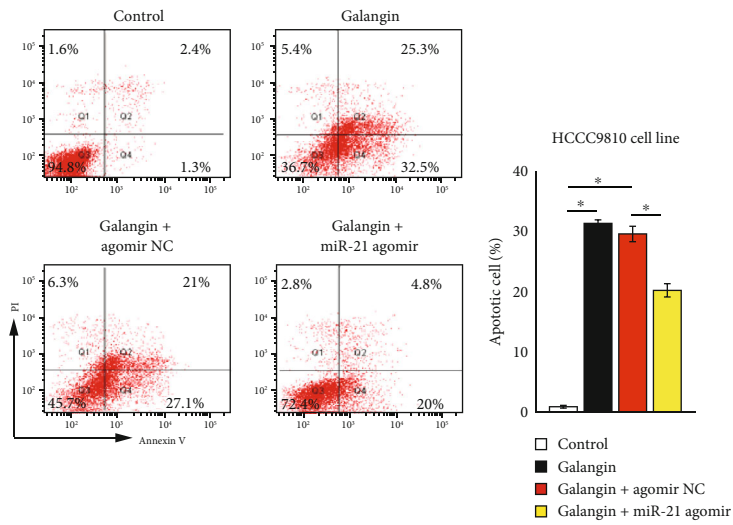 Control
10⁵
10⁴
10³
10²
1.6%
2.4%
Q1
Q2
Q4
94.8%
1.3%
10²
10³
10⁴
10⁵
Galangin
10⁵
10⁴
10³
10²
5.4%
25.3%
Q1
Q2
Q3
Q4
36.7%
32.5%
10²
10³
10⁴
10⁵
Galangin +
agomir NC
10⁵
10⁴
10³
10²
6.3%
21%
Q1
Q2
Q3
Q4
45.7%
27.1%
10²
10³
10⁴
10⁵
Galangin +
miR-21 agomir
10⁵
10⁴
10³
10²
2.8%
4.8%
Q1
Q2
Q3
Q4
72.4%
20%
10²
10³
10⁴
10⁵
PI
Annexin V
HCCC9810 cell line
Apototic cell (%)
40
30
20
10
0
*
*
*
Control
Galangin
Galangin + agomir NC
Galangin + miR-21 agomir